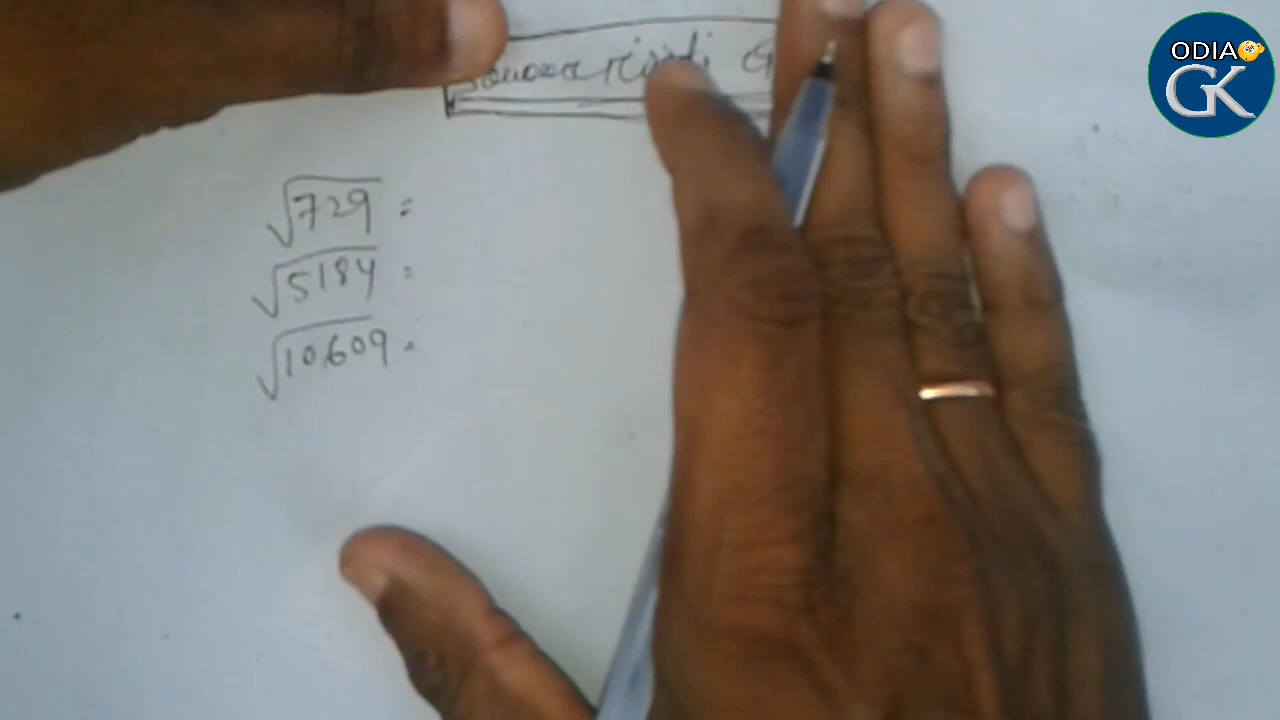 ODIA
GK
√729 =
√5184 =
√10609 =